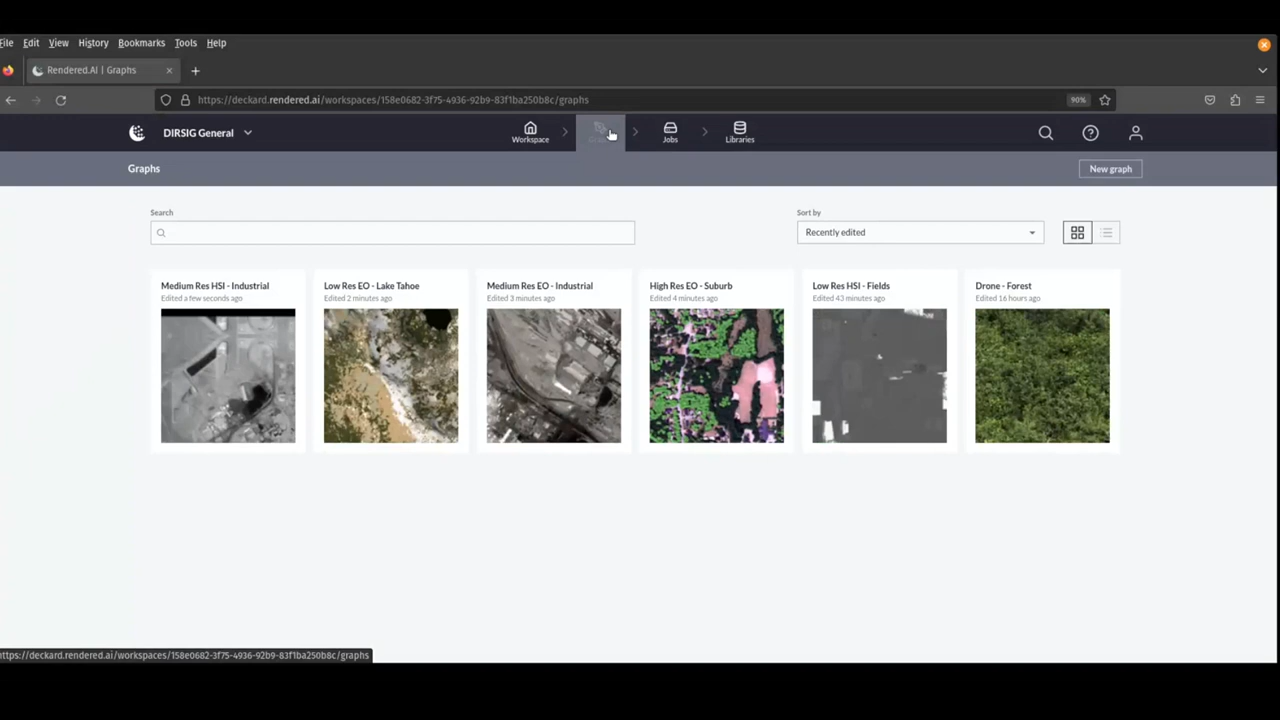 File Edit View History Bookmarks Tools Help
Rendered.AI | Graphs
https://deckard.rendered.ai/workspaces/158e0682-3f75-4936-92b9-83f1ba250b8c/graphs
90%
DIRSIG General
Workspace
Jobs
Libraries
Graphs
New graph
Search
Sort by
Recently edited
Medium Res HSI - Industrial
Edited a few seconds ago
Low Res EO - Lake Tahoe
Edited 2 minutes ago
Medium Res EO - Industrial
Edited 3 minutes ago
High Res EO - Suburb
Edited 4 minutes ago
Low Res HSI - Fields
Edited 43 minutes ago
Drone - Forest
Edited 16 hours ago
https://deckard.rendered.ai/workspaces/158e0682-3f75-4936-92b9-83f1ba250b8c/graphs